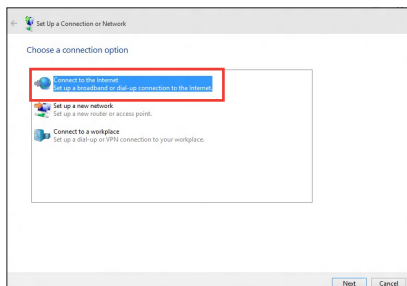 Set Up a Connection or Network
Choose a connection option
Connect to the Internet
Set up a broadband or dial-up connection to the Internet.
Set up a new network
Set up a new router or access point.
Connect to a workplace
Set up a dial-up or VPN connection to your workplace.
Next Cancel